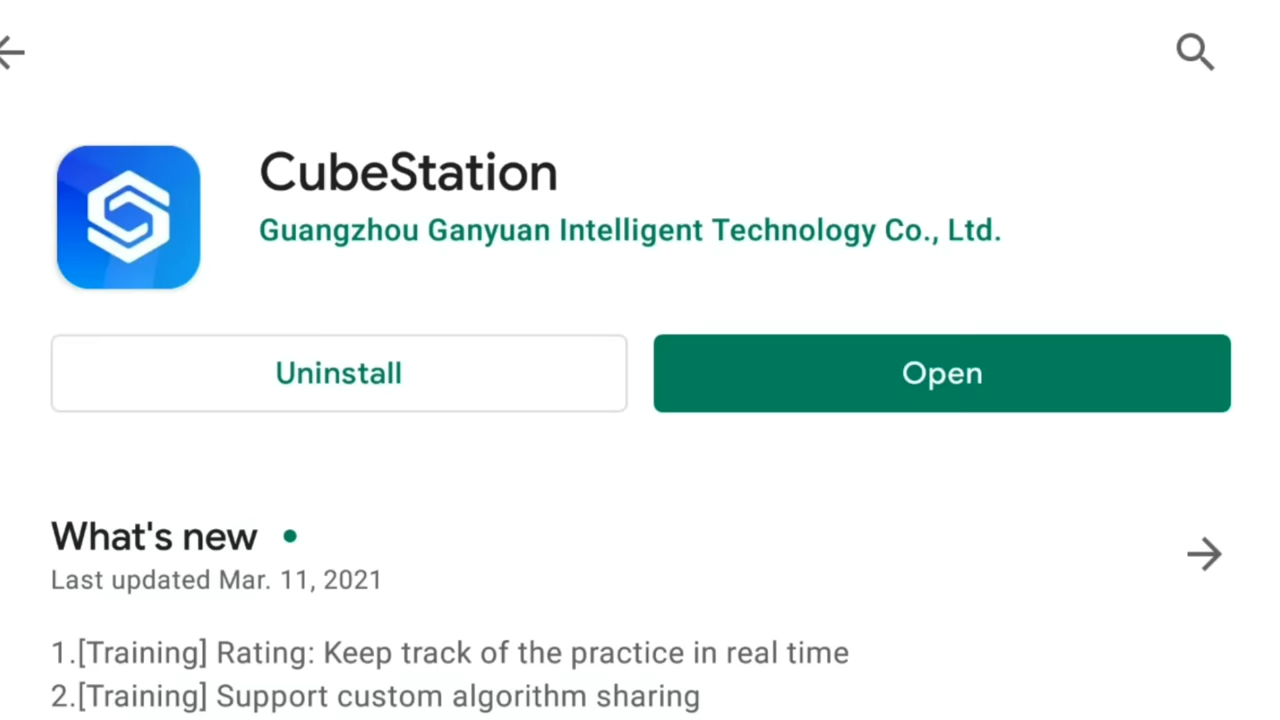 CubeStation
Guangzhou Ganyuan Intelligent Technology Co., Ltd.
Uninstall
Open
What's new
Last updated Mar. 11, 2021
1.[Training] Rating: Keep track of the practice in real time
2.[Training] Support custom algorithm sharing